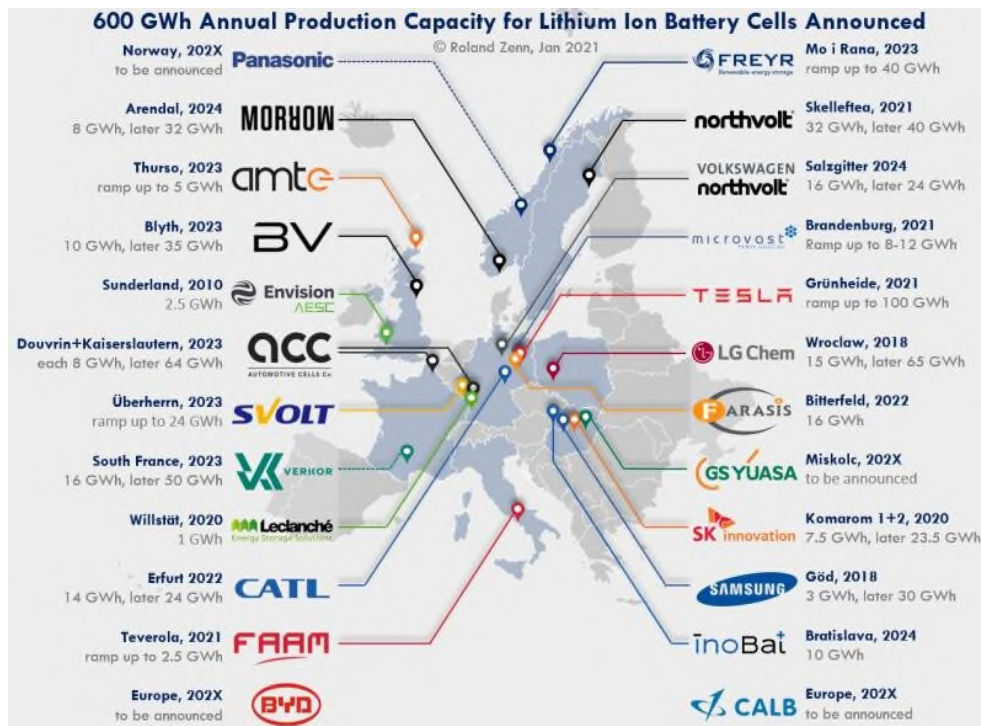 600 GWh Annual Production Capacity for Lithium Ion Battery Cells Announced
© Roland Zenn, Jan 2021
Norway, 202X
to be announced
Panasonic
Arendal, 2024
8 GWh, later 32 GWh
MORROW
Thurso, 2023
ramp up to 5 GWh
amte
Blyth, 2023
10 GWh, later 35 GWh
BV
Sunderland, 2010
2.5 GWh
Envision
AESC
Douvrin+Kaiserslautern, 2023
each 8 GWh, later 64 GWh
acc
AUTOMOTIVE CELLS Co
Überherrn, 2023
ramp up to 24 GWh
SVOLT
South France, 2023
16 GWh, later 50 GWh
VERKOR
Willstät, 2020
1 GWh
Leclanché
Energy Storage Solutions
Erfurt 2022
14 GWh, later 24 GWh
CATL
Teverola, 2021
ramp up to 2.5 GWh
FAAM
Europe, 202X
to be announced
BYD
FREYR
Renewable energy storage
Mo i Rana, 2023
ramp up to 40 GWh
northvolt
Skelleftea, 2021
32 GWh, later 40 GWh
VOLKSWAGEN
northvolt
Salzgitter 2024
16 GWh, later 24 GWh
microvast
POWER SOLUTIONS
Brandenburg, 2021
Ramp up to 8-12 GWh
TESLA
Grünheide, 2021
ramp up to 100 GWh
LG Chem
Wroclaw, 2018
15 GWh, later 65 GWh
FARASIS
Bitterfeld, 2022
16 GWh
GS YUASA
Miskolc, 202X
to be announced
SK innovation
Komarom 1+2, 2020
7.5 GWh, later 23.5 GWh
SAMSUNG
Göd, 2018
3 GWh, later 30 GWh
inoBat
Bratislava, 2024
10 GWh
CALB
Europe, 202X
to be announced